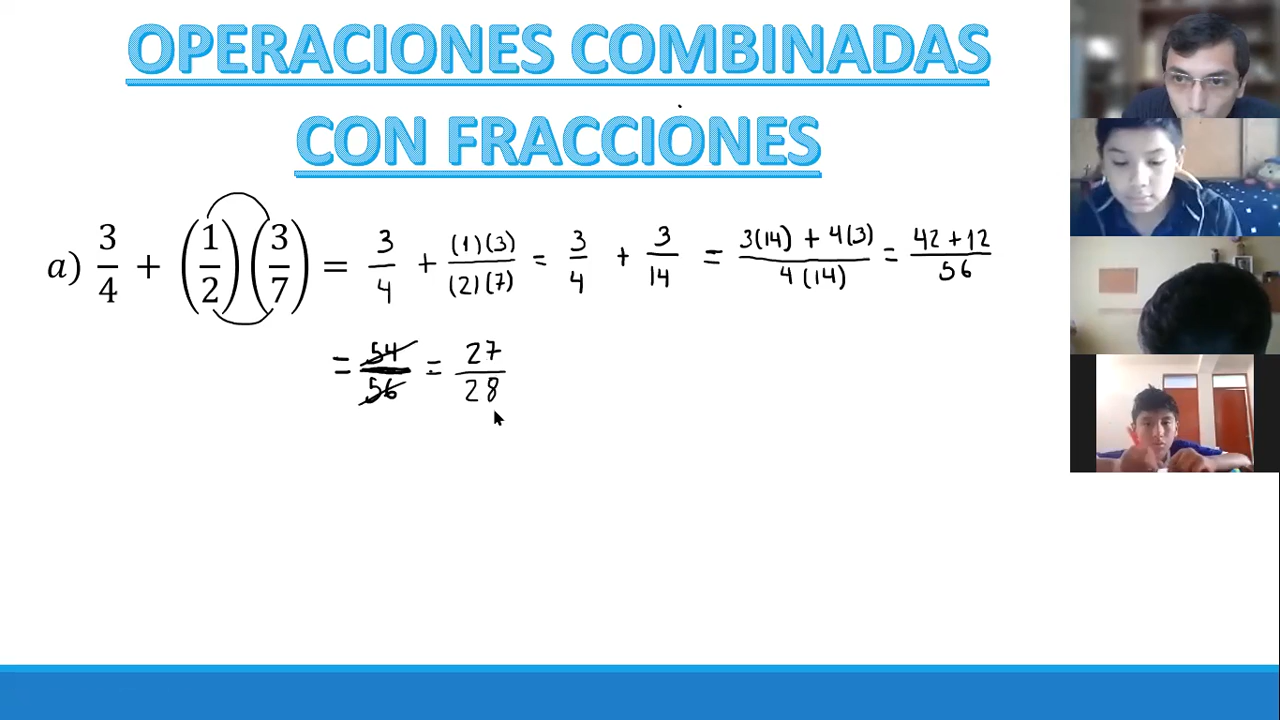 OPERACIONES COMBINADAS
CON FRACCIONES
a) 3/4 + (1/2)(3/7) = 3/4 + (1)(3)/(2)(7) = 3/4 + 3/14 = 3(14) + 4(3)/4(14) = 42+12/56
= 54/56 = 27/28